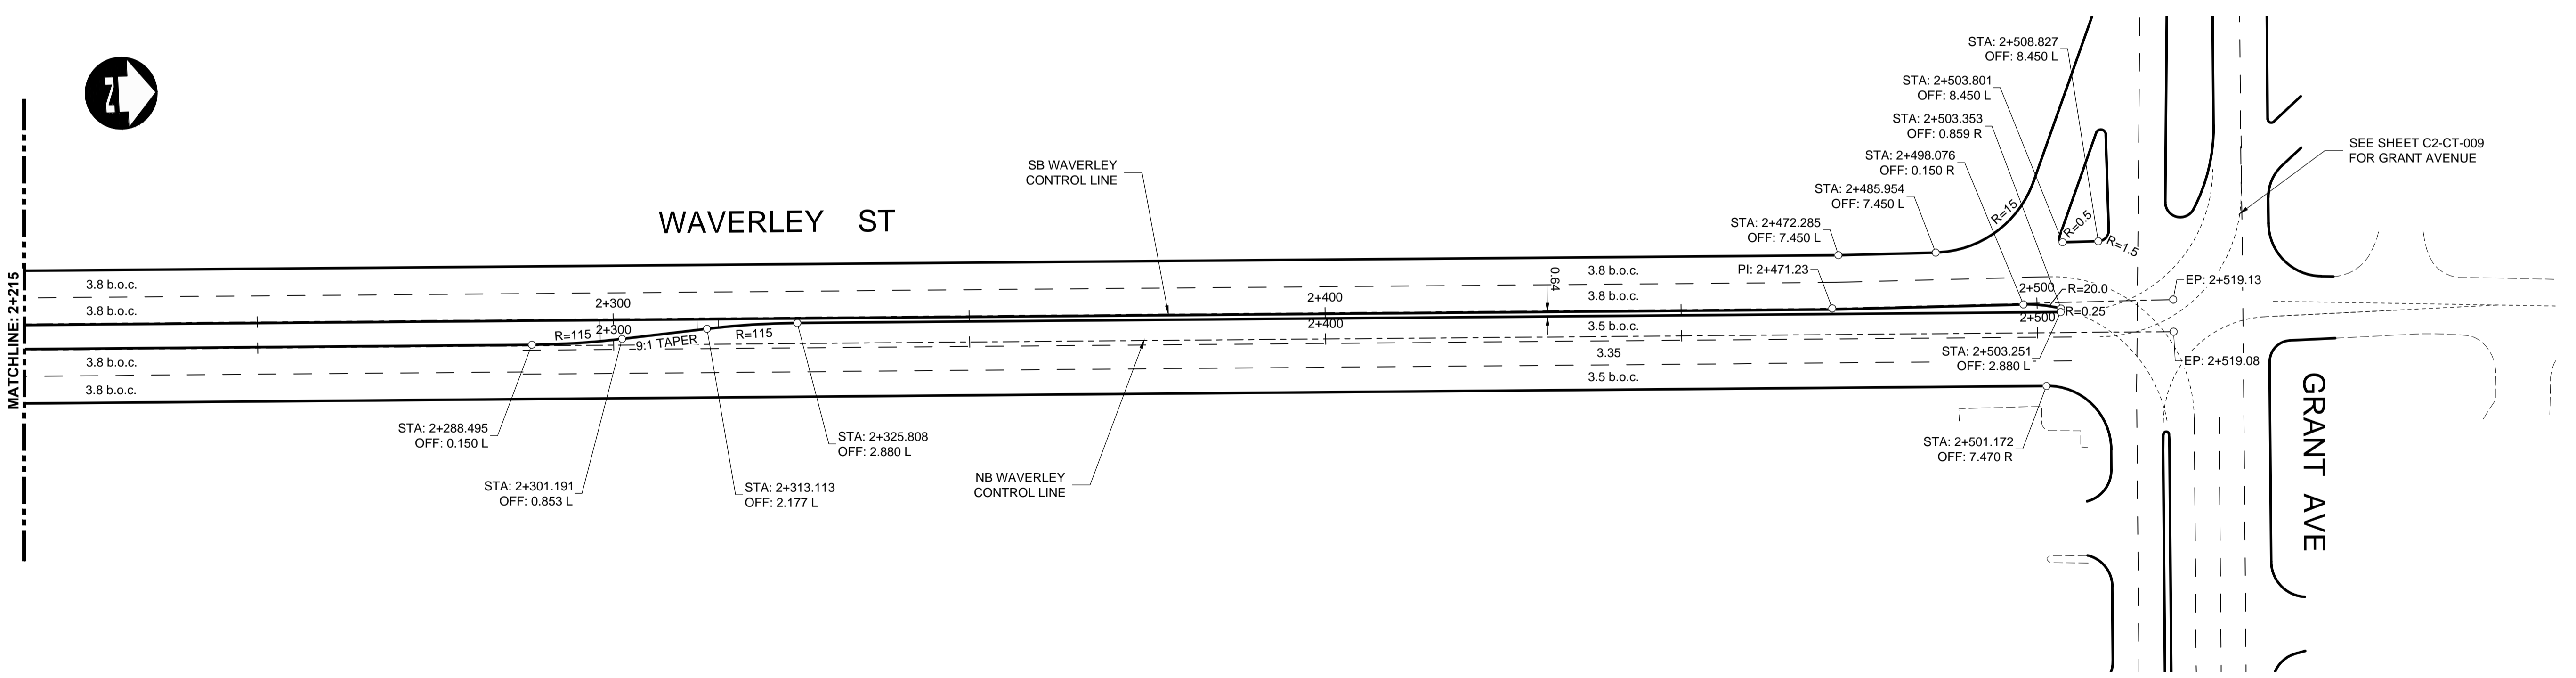 STA: 2+508.827
OFF: 8.450 L
STA: 2+503.801
OFF: 8.450 L
STA: 2+503.353
OFF: 0.859 R
STA: 2+498.076
OFF: 0.150 R
STA: 2+485.954
OFF: 7.450 L
STA: 2+472.285
OFF: 7.450 L
PI: 2+471.23
R=15
R=0.5
R=1.5
SEE SHEET C2-CT-009
FOR GRANT AVENUE
N
SB WAVERLEY
CONTROL LINE
WAVERLEY ST
MATCHLINE: 2+215
3.8 b.o.c.
3.8 b.o.c.
3.8 b.o.c.
3.8 b.o.c.
2+300
2+300
R=115
9:1 TAPER
R=115
2+400
2+400
0.64
3.8 b.o.c.
3.8 b.o.c.
3.5 b.o.c.
3.35
3.5 b.o.c.
2+500
2+500
R=20.0
R=0.25
EP: 2+519.13
EP: 2+519.08
STA: 2+503.251
OFF: 2.880 L
STA: 2+501.172
OFF: 7.470 R
STA: 2+288.495
OFF: 0.150 L
STA: 2+301.191
OFF: 0.853 L
STA: 2+313.113
OFF: 2.177 L
STA: 2+325.808
OFF: 2.880 L
NB WAVERLEY
CONTROL LINE
GRANT AVE